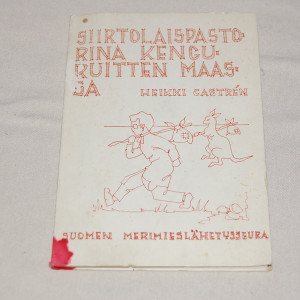 SIIRTOLAISPASTO-
RINA KENGU-
RUITTEN MAAS-
SA
HEIKKI CASTRÉN
SUOMEN MERIMIESLÄHETYSSEURA